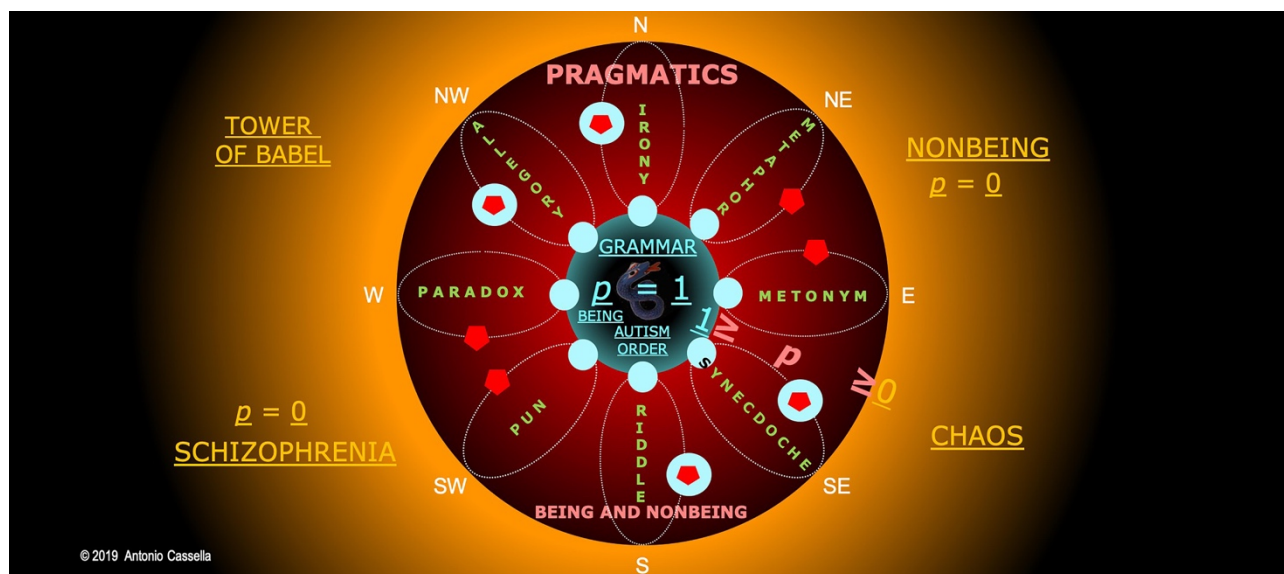 N
PRAGMATICS
NW
NE
TOWER
OF BABEL
IRONY
ALLEGORY
METAPHOR
NONBEING
p = 0
GRAMMAR
W
PARADOX
p = 1
METONYM
E
BEING
AUTISM
ORDER
1 ≥ p ≥ 0
p = 0
SCHIZOPHRENIA
PUN
RIDDLE
SYNECDOCHE
CHAOS
SW
SE
BEING AND NONBEING
© 2019 Antonio Cassella
S